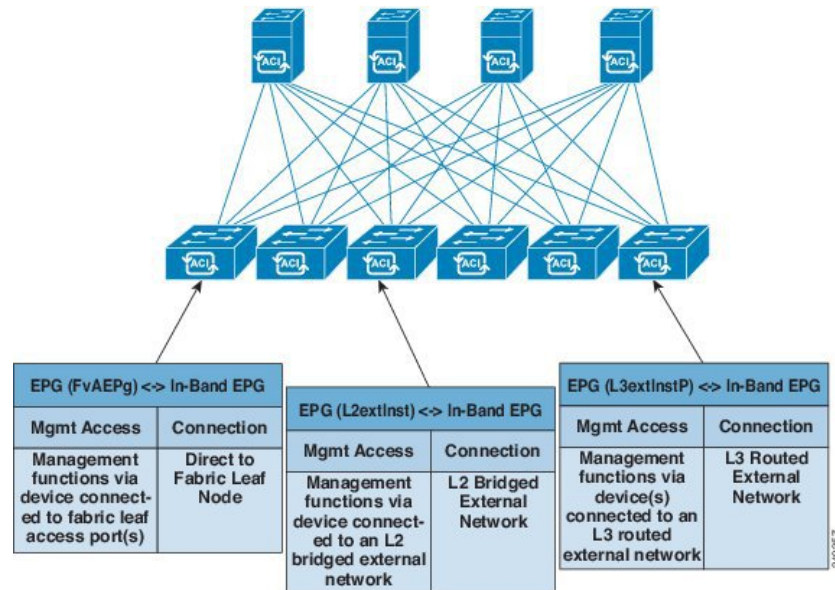 ACI
ACI
ACI
ACI
ACI
ACI
ACI
ACI
ACI
ACI
EPG (FvAEPg) <-> In-Band EPG
Mgmt Access
Connection
Management
functions via
device connect-
ed to fabric leaf
access port(s)
Direct to
Fabric Leaf
Node
EPG (L2extInst) <-> In-Band EPG
Mgmt Access
Connection
Management
functions via
device connect-
ed to an L2
bridged external
network
L2 Bridged
External
Network
EPG (L3extInstP) <-> In-Band EPG
Mgmt Access
Connection
Management
functions via
device(s)
connected to an
L3 routed
external network
L3 Routed
External
Network